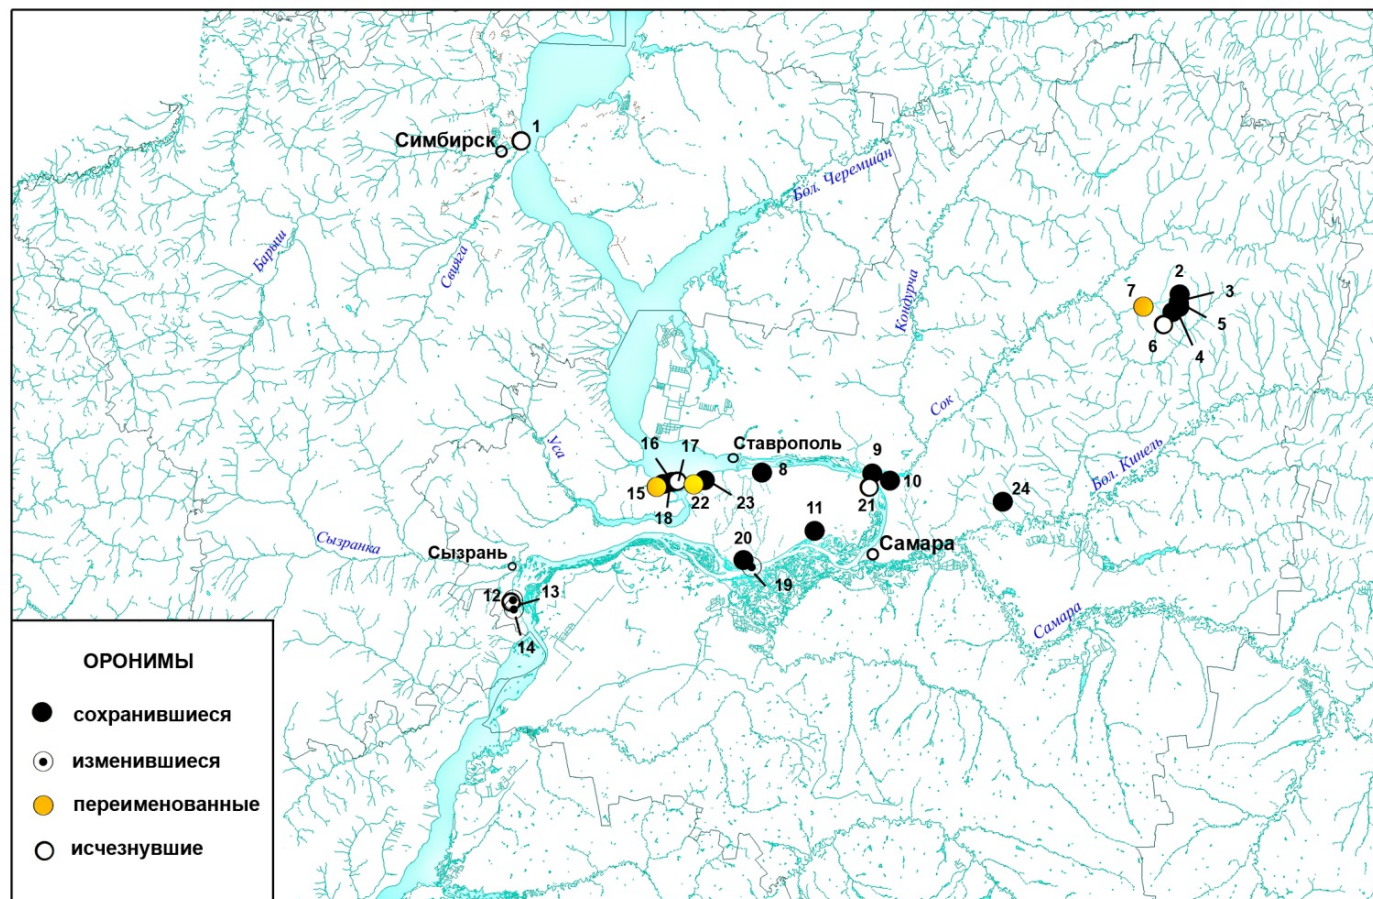 1
Симбирск
Бол. Черемшан
Барыш
Свияга
Кондурча
2
7
3
5
6
4
Сок
Ставрополь
16
17
9
Уса
8
Бол. Кинель
15
10
24
22
23
21
18
11
Сызранка
20
Самара
Сызрань
19
12
13
Самара
14
ОРОНИМЫ
сохранившиеся
изменившиеся
переименованные
исчезнувшие